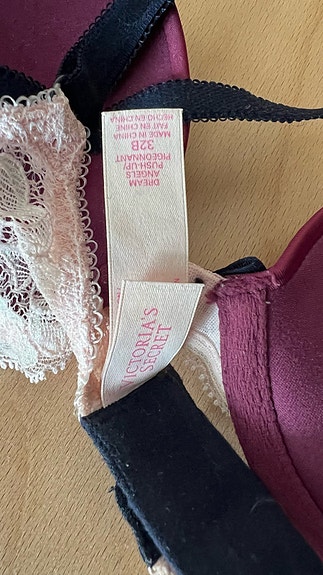 DREAM
ANGELS
PUSH-UP/
PIGEONNANT
32B
MADE IN CHINA
FAIT EN CHINE
HECHO EN CHINA
VICTORIA'S
SECRET